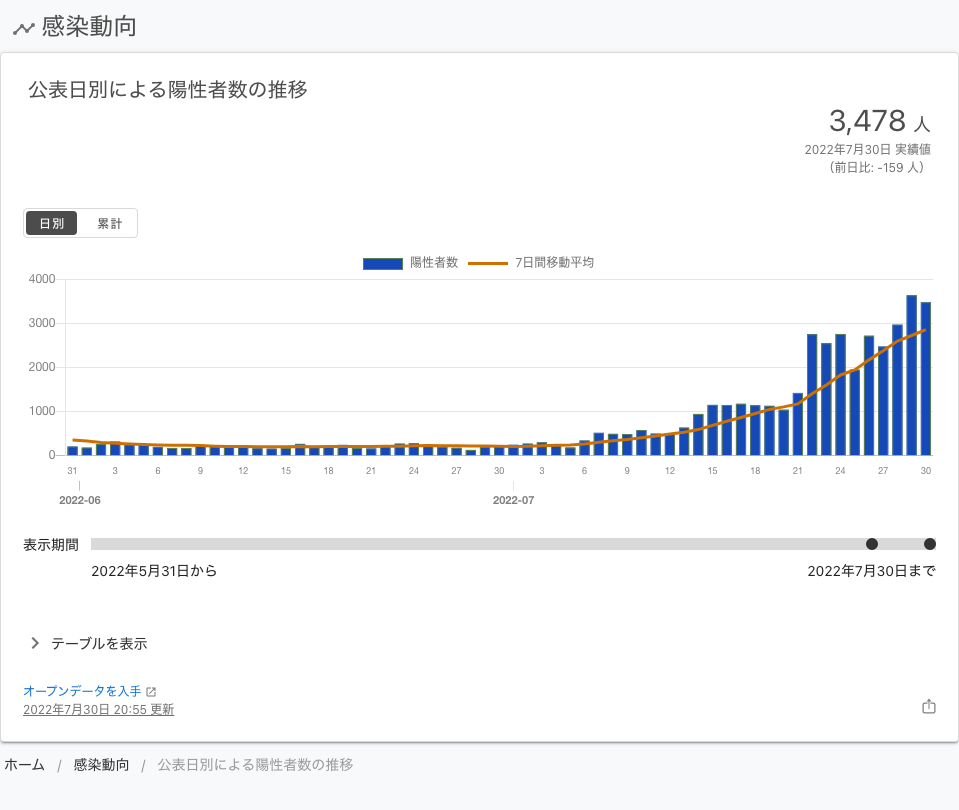 感染動向
公表日別による陽性者数の推移
3,478 人
2022年7月30日 実績値
（前日比: -159 人）
日別 累計
陽性者数 7日間移動平均
4000
3000
2000
1000
0
31 3 6 9 12 15 18 21 24 27 30 3 6 9 12 15 18 21 24 27 30
2022-06 2022-07
表示期間
2022年5月31日から 2022年7月30日まで
テーブルを表示
オープンデータを入手
2022年7月30日 20:55 更新
ホーム / 感染動向 / 公表日別による陽性者数の推移